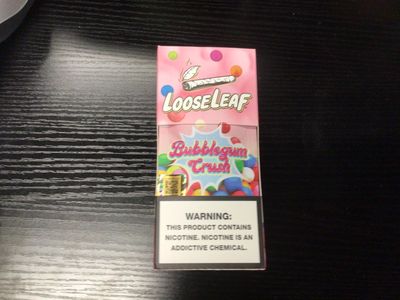 LOOSELEAF
Bubblegum
Crush
WARNING:
THIS PRODUCT CONTAINS
NICOTINE. NICOTINE IS AN
ADDICTIVE CHEMICAL.